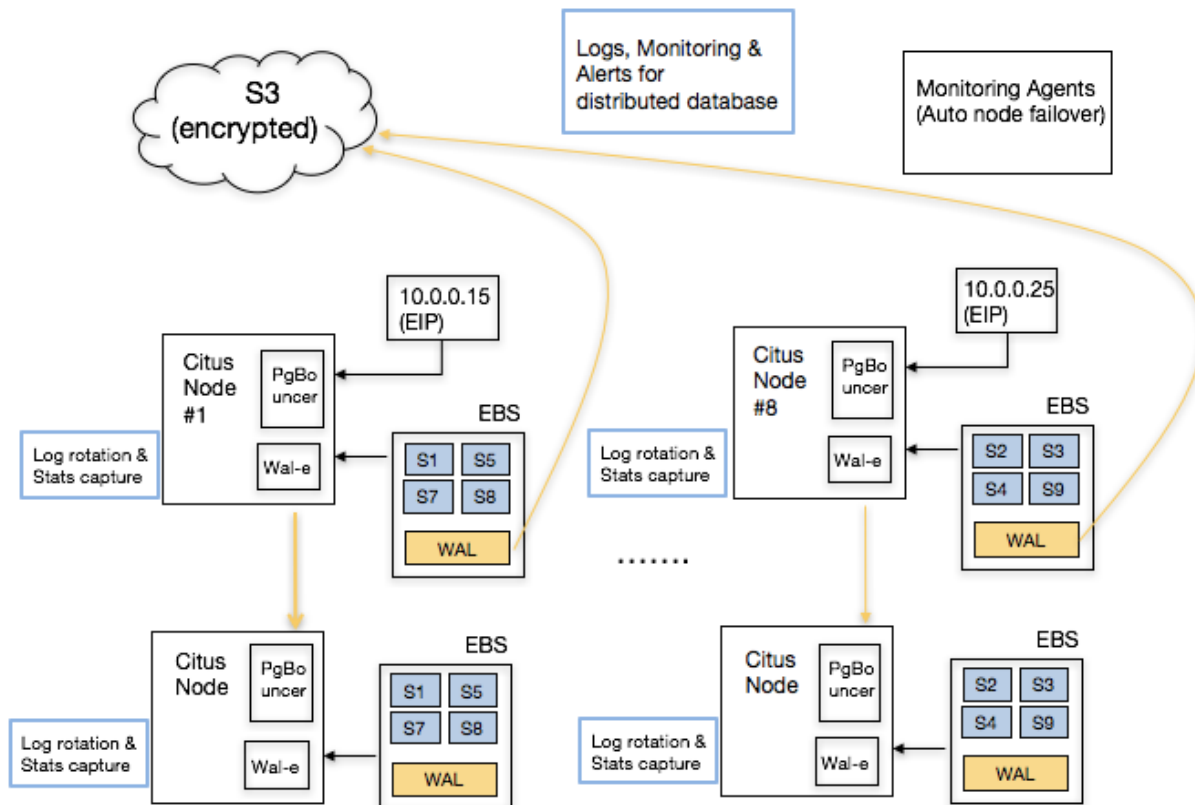 S3
(encrypted)
Logs, Monitoring &
Alerts for
distributed database
Monitoring Agents
(Auto node failover)
10.0.0.15
(EIP)
Citus
Node
#1
PgBo
uncer
Wal-e
Log rotation &
Stats capture
EBS
S1 S5
S7 S8
WAL
.......
10.0.0.25
(EIP)
Citus
Node
#8
PgBo
uncer
Wal-e
Log rotation &
Stats capture
EBS
S2 S3
S4 S9
WAL
Citus
Node
PgBo
uncer
Wal-e
Log rotation &
Stats capture
EBS
S1 S5
S7 S8
WAL
Citus
Node
PgBo
uncer
Wal-e
Log rotation &
Stats capture
EBS
S2 S3
S4 S9
WAL